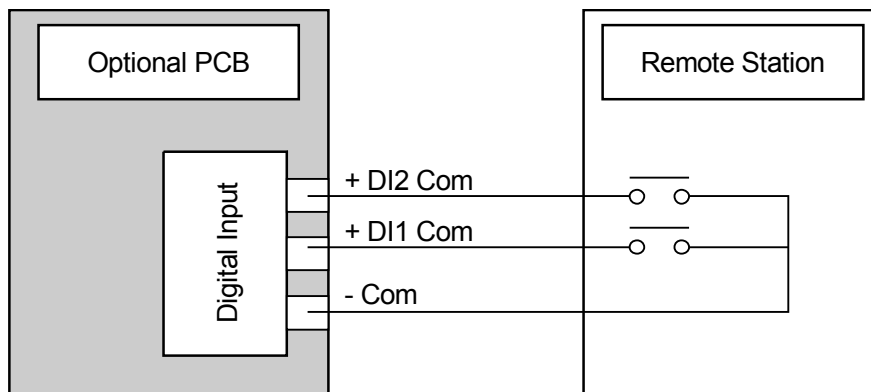 Optional PCB
Remote Station
Digital Input
+ DI2 Com
+ DI1 Com
- Com